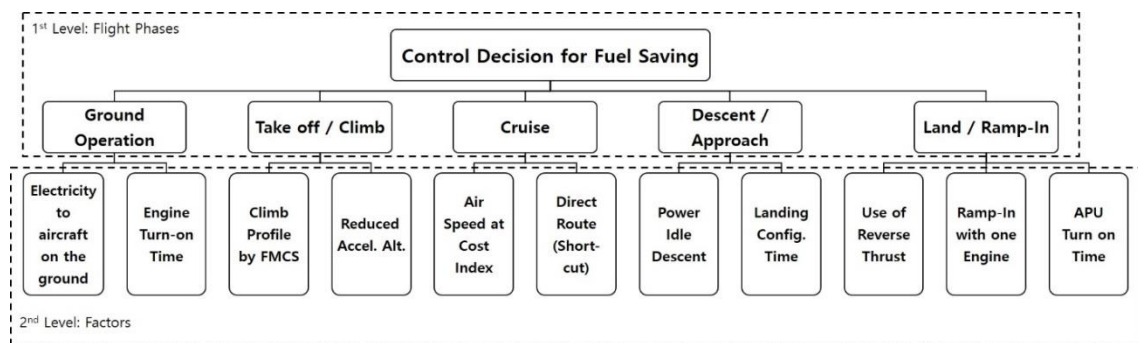 1st Level: Flight Phases
Control Decision for Fuel Saving
Ground
Operation
Take off / Climb
Cruise
Descent /
Approach
Land / Ramp-In
Electricity
to
aircraft
on the
ground
Engine
Turn-on
Time
Climb
Profile
by FMCS
Reduced
Accel. Alt.
Air
Speed at
Cost
Index
Direct
Route
(Short-
cut)
Power
Idle
Descent
Landing
Config.
Time
Use of
Reverse
Thrust
Ramp-In
with one
Engine
APU
Turn on
Time
2nd Level: Factors